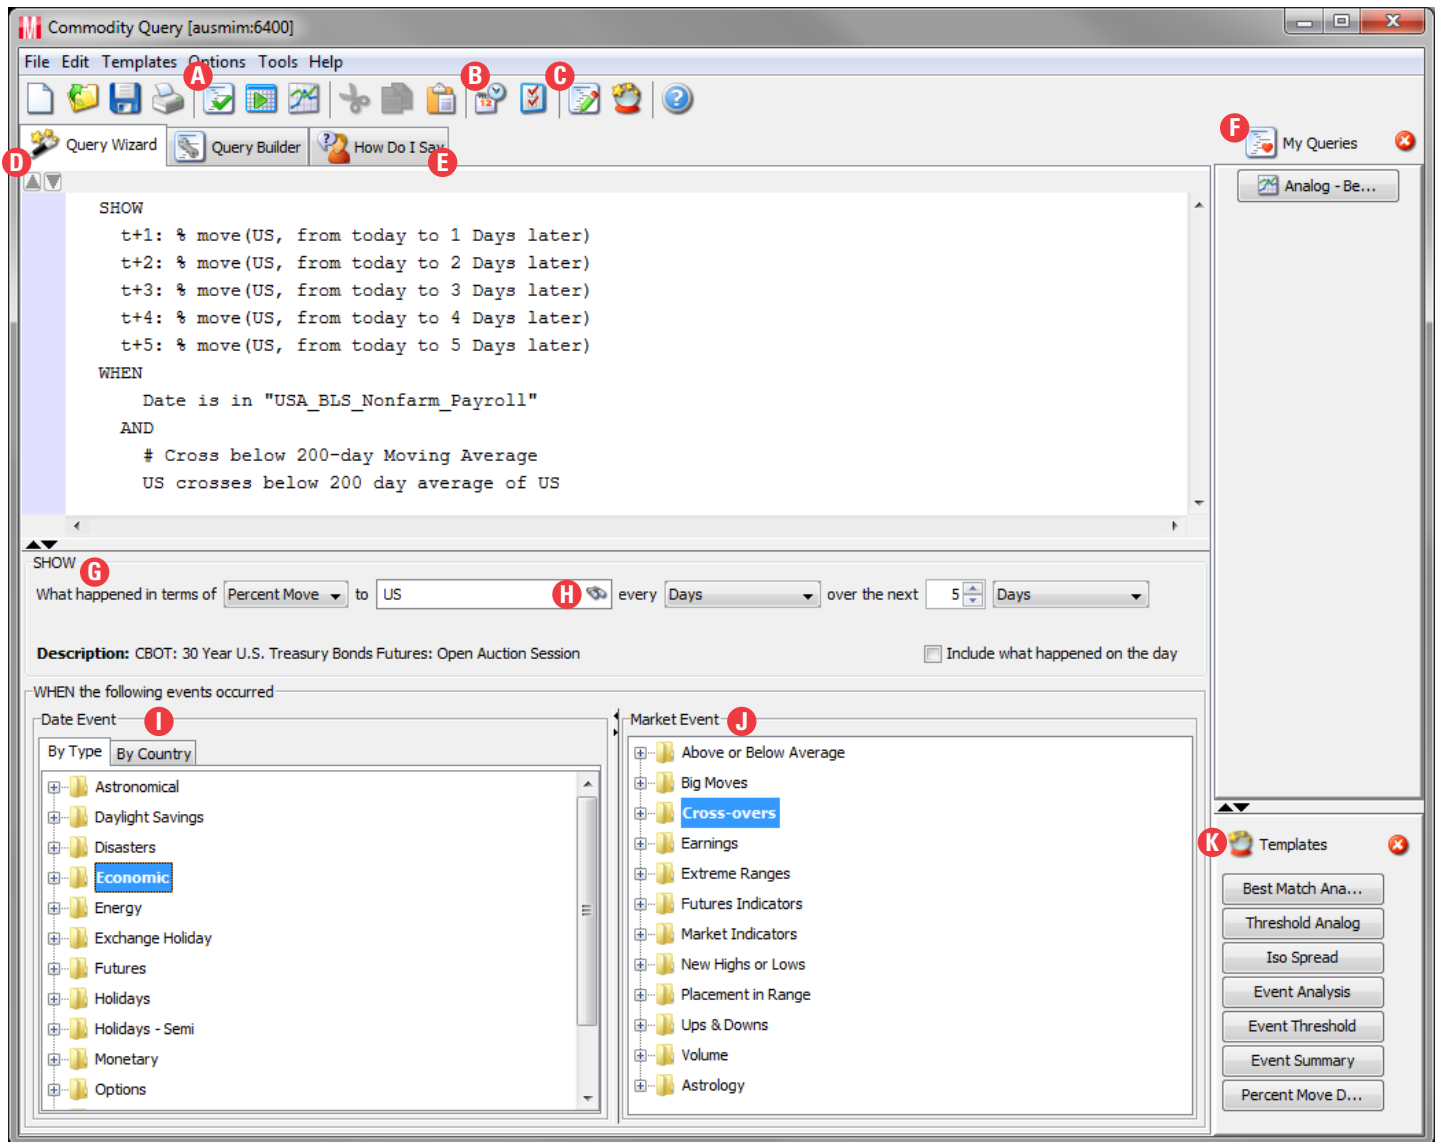 Commodity Query [ausmim:6400]
File Edit Templates Options Tools Help
A B C
12
Query Wizard Query Builder How Do I Say
D E
F My Queries
Analog - Be...
SHOW
t+1: % move(US, from today to 1 Days later)
t+2: % move(US, from today to 2 Days later)
t+3: % move(US, from today to 3 Days later)
t+4: % move(US, from today to 4 Days later)
t+5: % move(US, from today to 5 Days later)
WHEN
Date is in "USA_BLS_Nonfarm_Payroll"
AND
# Cross below 200-day Moving Average
US crosses below 200 day average of US
SHOW
G
What happened in terms of Percent Move to US H every Days over the next 5 Days
Description: CBOT: 30 Year U.S. Treasury Bonds Futures: Open Auction Session
Include what happened on the day
WHEN the following events occurred
Date Event I
By Type By Country
Astronomical
Daylight Savings
Disasters
Economic
Energy
Exchange Holiday
Futures
Holidays
Holidays - Semi
Monetary
Options
Market Event J
Above or Below Average
Big Moves
Cross-overs
Earnings
Extreme Ranges
Futures Indicators
Market Indicators
New Highs or Lows
Placement in Range
Ups & Downs
Volume
Astrology
K Templates
Best Match Ana...
Threshold Analog
Iso Spread
Event Analysis
Event Threshold
Event Summary
Percent Move D...